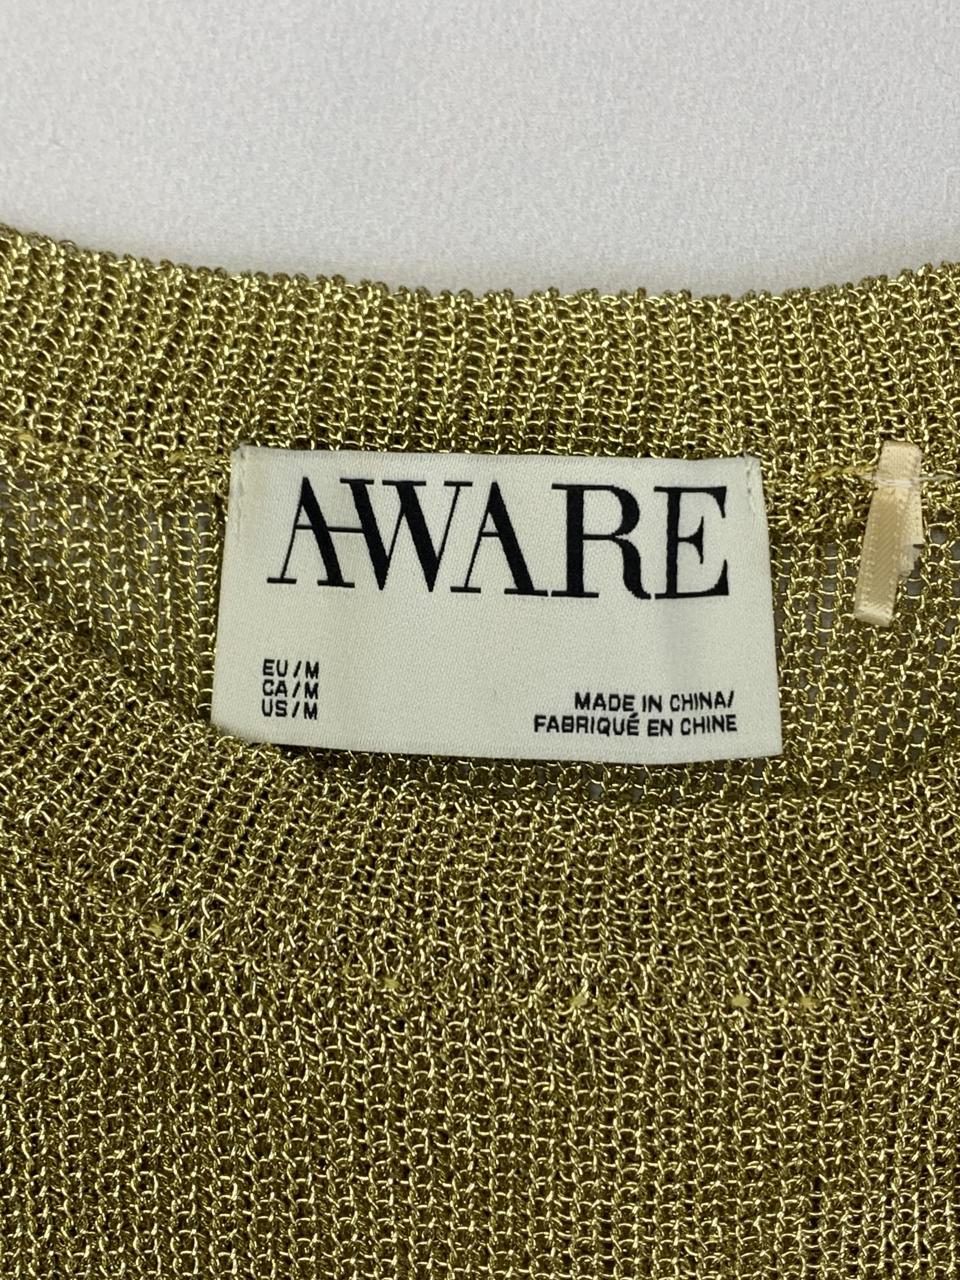 AWARE
EU/M
CA/M
US/M
MADE IN CHINA/
FABRIQUÉ EN CHINE